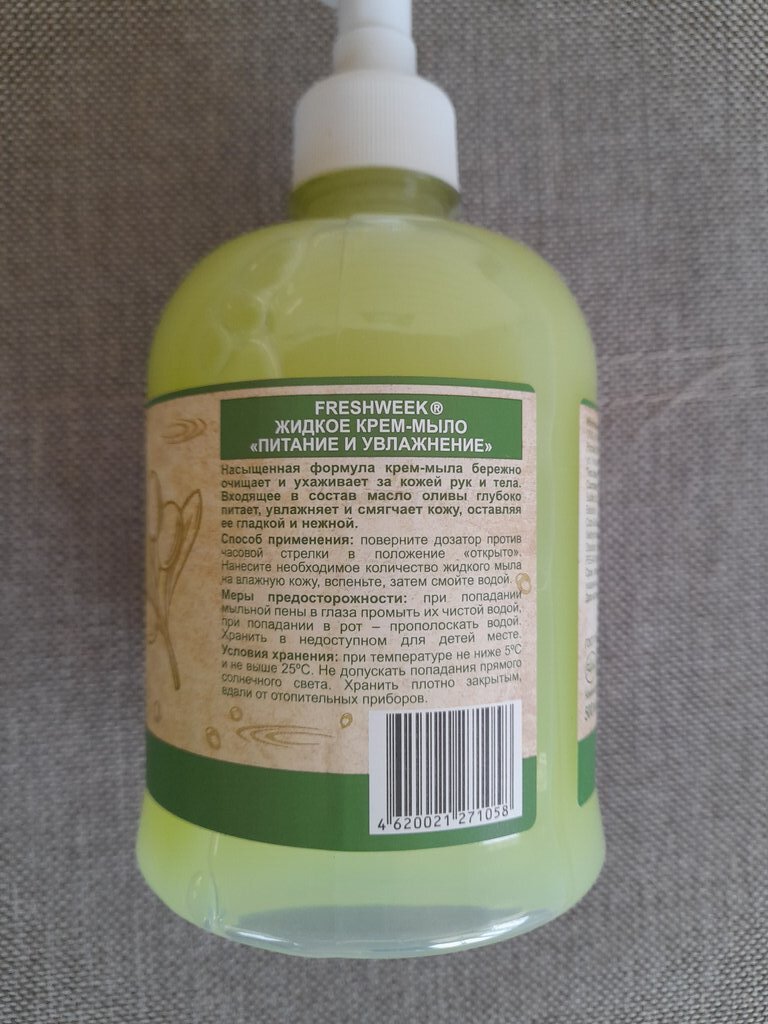 FRESHWEEK®
ЖИДКОЕ КРЕМ-МЫЛО
«ПИТАНИЕ И УВЛАЖНЕНИЕ»
Насыщенная формула крем-мыла бережно
очищает и ухаживает за кожей рук и тела.
Входящее в состав масло оливы глубоко
питает, увлажняет и смягчает кожу, оставляя
ее гладкой и нежной.
Способ применения: поверните дозатор против
часовой стрелки в положение «открыто».
Нанесите необходимое количество жидкого мыла
на влажную кожу, вспеньте, затем смойте водой.
Меры предосторожности: при попадании
мыльной пены в глаза промыть их чистой водой,
при попадании в рот – прополоскать водой.
Хранить в недоступном для детей месте.
Условия хранения: при температуре не ниже 5ºС
и не выше 25ºС. Не допускать попадания прямого
солнечного света. Хранить плотно закрытым,
вдали от отопительных приборов.
4 620021 271058